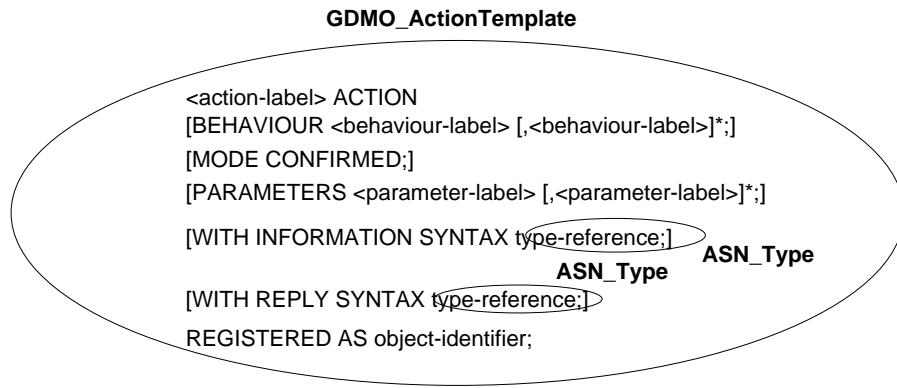 GDMO_ActionTemplate
<action-label> ACTION
[BEHAVIOUR <behaviour-label> [,<behaviour-label>]*;]
[MODE CONFIRMED;]
[PARAMETERS <parameter-label> [,<parameter-label>]*;]
[WITH INFORMATION SYNTAX type-reference;]
ASN_Type
ASN_Type
[WITH REPLY SYNTAX type-reference;]
REGISTERED AS object-identifier;